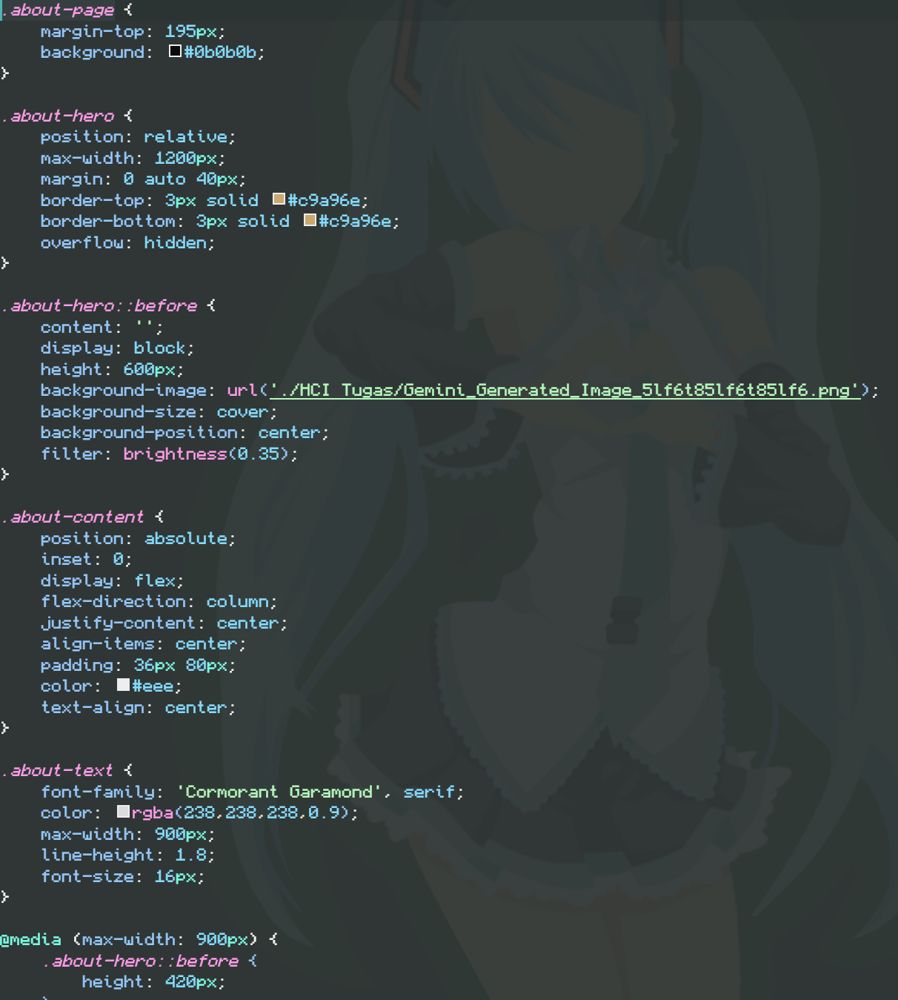 .about-page {
    margin-top: 195px;
    background: #0b0b0b;
}

.about-hero {
    position: relative;
    max-width: 1200px;
    margin: 0 auto 40px;
    border-top: 3px solid #c9a96e;
    border-bottom: 3px solid #c9a96e;
    overflow: hidden;
}

.about-hero::before {
    content: '';
    display: block;
    height: 600px;
    background-image: url('./HCI Tugas/Gemini_Generated_Image_5lf6t85lf6t85lf6.png');
    background-size: cover;
    background-position: center;
    filter: brightness(0.35);
}

.about-content {
    position: absolute;
    inset: 0;
    display: flex;
    flex-direction: column;
    justify-content: center;
    align-items: center;
    padding: 36px 80px;
    color: #eee;
    text-align: center;
}

.about-text {
    font-family: 'Cormorant Garamond', serif;
    color: rgba(238,238,238,0.9);
    max-width: 900px;
    line-height: 1.8;
    font-size: 16px;
}

@media (max-width: 900px) {
    .about-hero::before {
        height: 420px;
    }